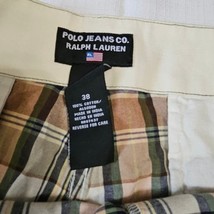 POLO JEANS CO.
RALPH LAUREN
38
100% COTTON/
ALGODON
MADE IN INDIA
HECHO EN INDIA
REVERSE FOR CARE